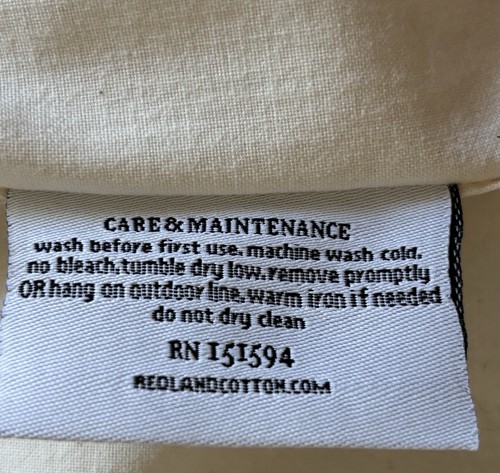 CARE & MAINTENANCE
wash before first use. machine wash cold.
no bleach. tumble dry low. remove promptly
OR hang on outdoor line. warm iron if needed
do not dry clean
RN 151594
REDLANDCOTTON.COM